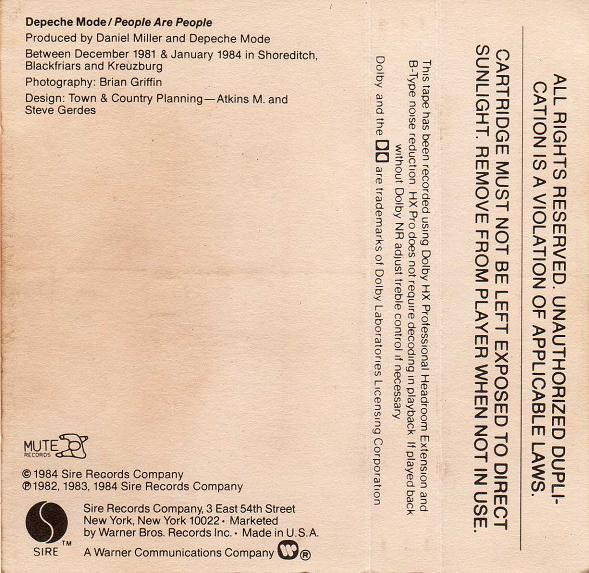 Depeche Mode/People Are People
Produced by Daniel Miller and Depeche Mode
Between December 1981 & January 1984 in Shoreditch,
Blackfriars and Kreuzburg
Photography: Brian Griffin
Design: Town & Country Planning—Atkins M. and
Steve Gerdes
MUTE
RECORDS
©1984 Sire Records Company
℗1982, 1983, 1984 Sire Records Company
SIRE™
Sire Records Company, 3 East 54th Street
New York, New York 10022 • Marketed
by Warner Bros. Records Inc. • Made in U.S.A.
A Warner Communications Company ®
This tape has been recorded using Dolby HX Professional Headroom Extension and
B-Type noise reduction HX Pro does not require decoding in playback If played back
without Dolby NR adjust treble control if necessary
Dolby and the are trademarks of Dolby Laboratories Licensing Corporation
ALL RIGHTS RESERVED. UNAUTHORIZED DUPLI-
CATION IS A VIOLATION OF APPLICABLE LAWS.
CARTRIDGE MUST NOT BE LEFT EXPOSED TO DIRECT
SUNLIGHT. REMOVE FROM PLAYER WHEN NOT IN USE.